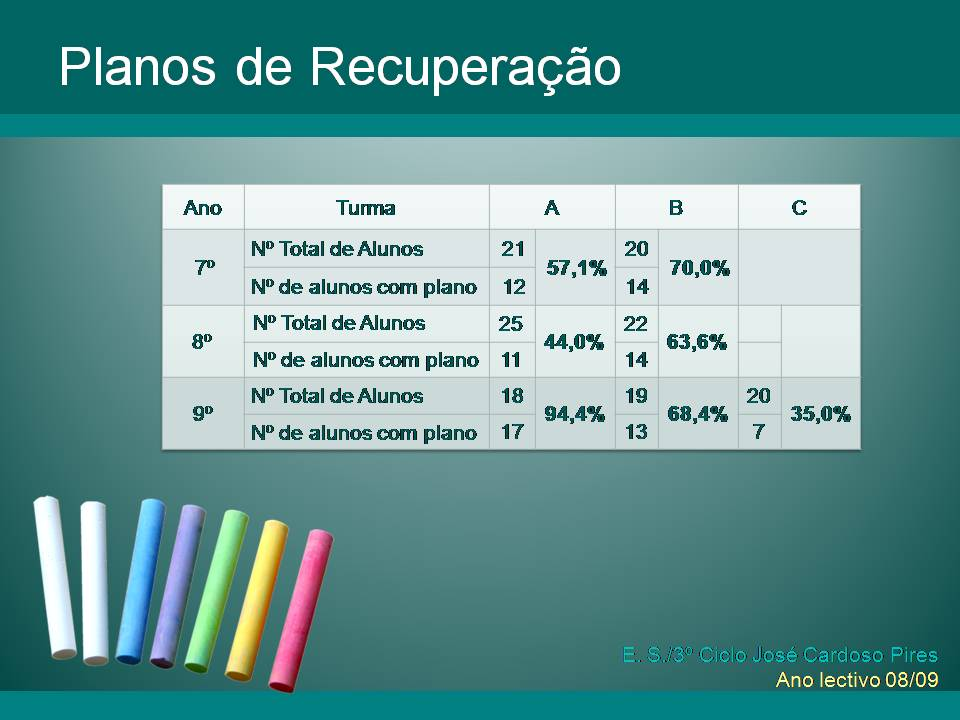 Planos de Recuperação
Ano Turma A B C
7º Nº Total de Alunos 21 57,1% 20 70,0%
Nº de alunos com plano 12 14
8º Nº Total de Alunos 25 44,0% 22 63,6%
Nº de alunos com plano 11 14
9º Nº Total de Alunos 18 94,4% 19 68,4% 20 35,0%
Nº de alunos com plano 17 13 7
E. S./3º Ciclo José Cardoso Pires
Ano lectivo 08/09